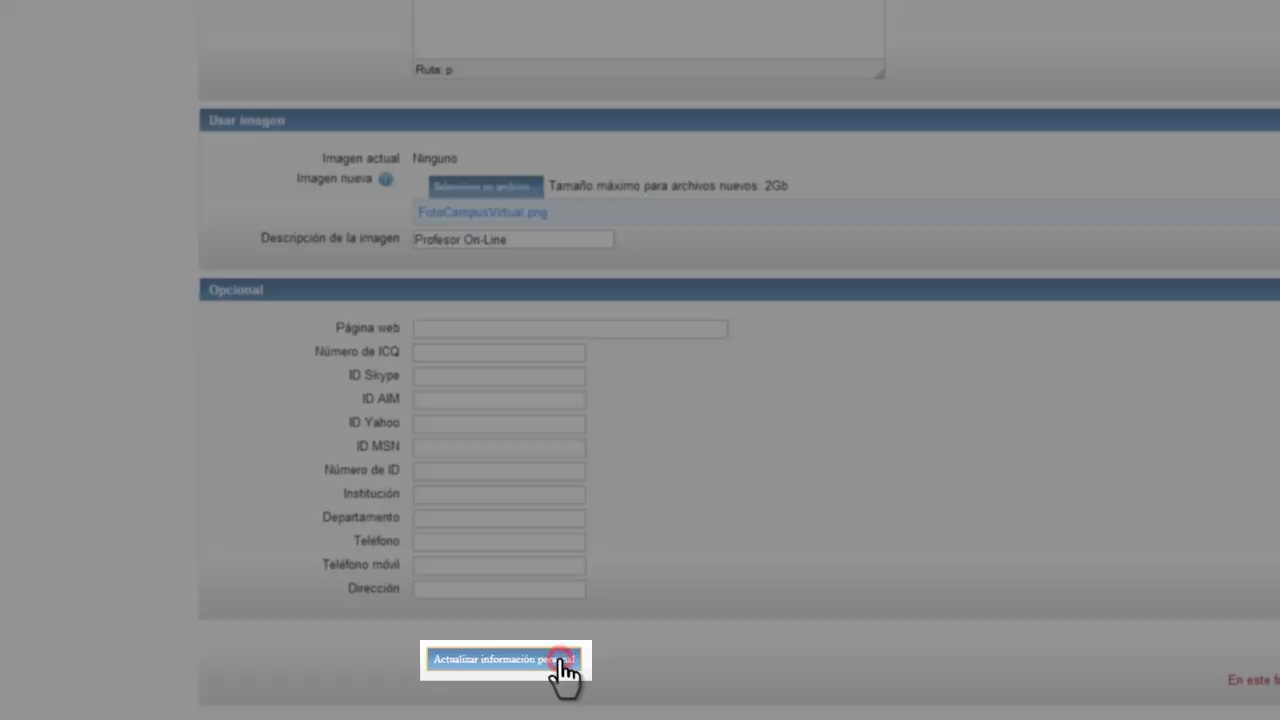 Ruta: p
Usar imagen
Imagen actual Ninguno
Imagen nueva Seleccione un archivo... Tamaño máximo para archivos nuevos: 2Gb
FotoCampusVirtual.png
Descripción de la imagen Profesor On-Line
Opcional
Página web
Número de ICQ
ID Skype
ID AIM
ID Yahoo
ID MSN
Número de ID
Institución
Departamento
Teléfono
Teléfono móvil
Dirección
Actualizar información personal
En este